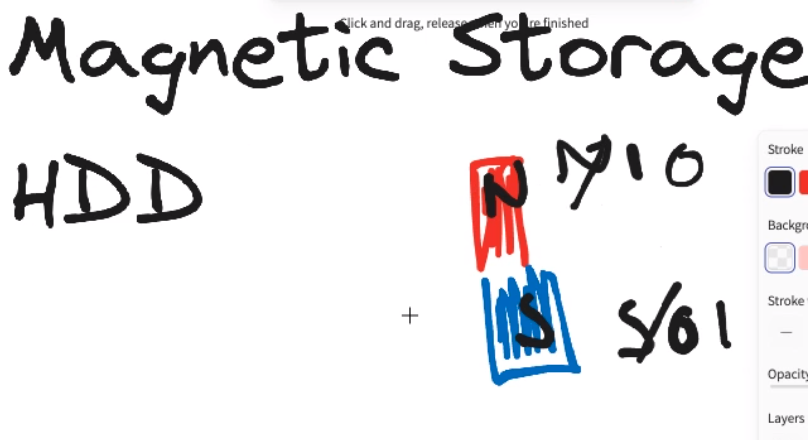 Click and drag, release when you're finished
Magnetic Storage
HDD
N N 1 0
S S 0 1
Stroke
Backgr
Stroke
Opacity
Layers